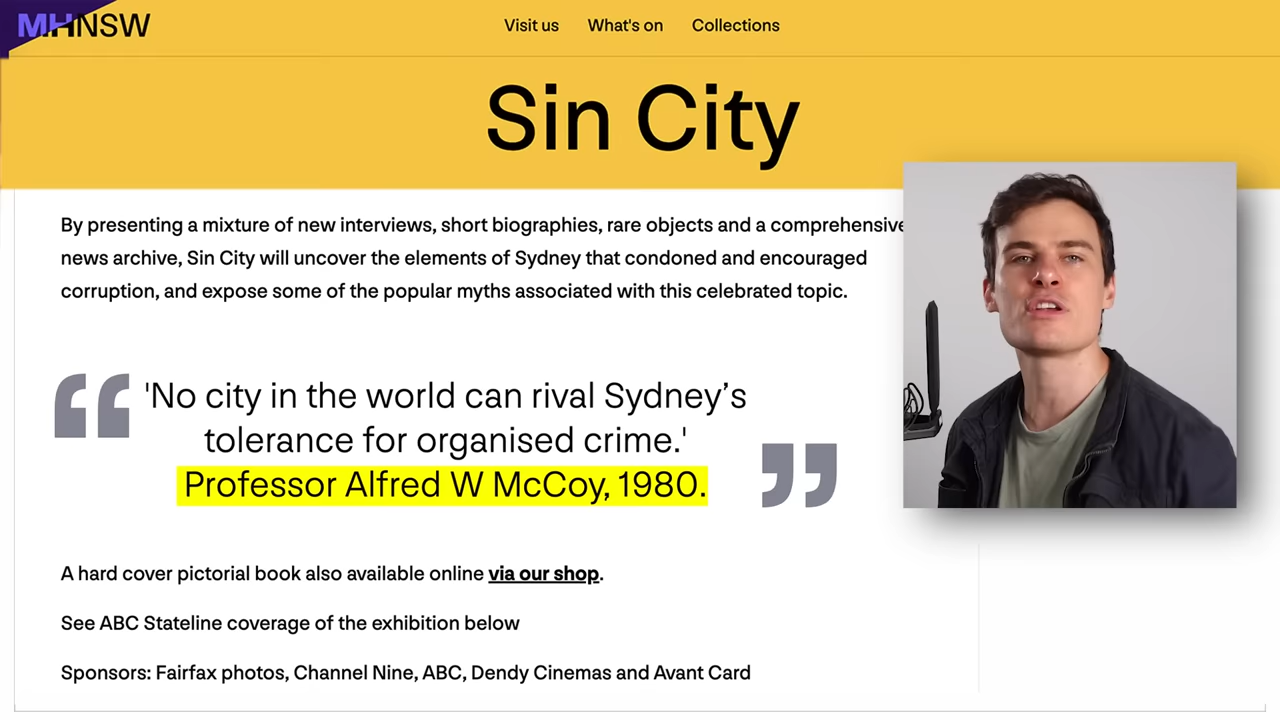 MHNSW
Visit us What's on Collections
Sin City
By presenting a mixture of new interviews, short biographies, rare objects and a comprehensive
news archive, Sin City will uncover the elements of Sydney that condoned and encouraged
corruption, and expose some of the popular myths associated with this celebrated topic.
“ 'No city in the world can rival Sydney’s
tolerance for organised crime.'
Professor Alfred W McCoy, 1980. ”
A hard cover pictorial book also available online via our shop.
See ABC Stateline coverage of the exhibition below
Sponsors: Fairfax photos, Channel Nine, ABC, Dendy Cinemas and Avant Card